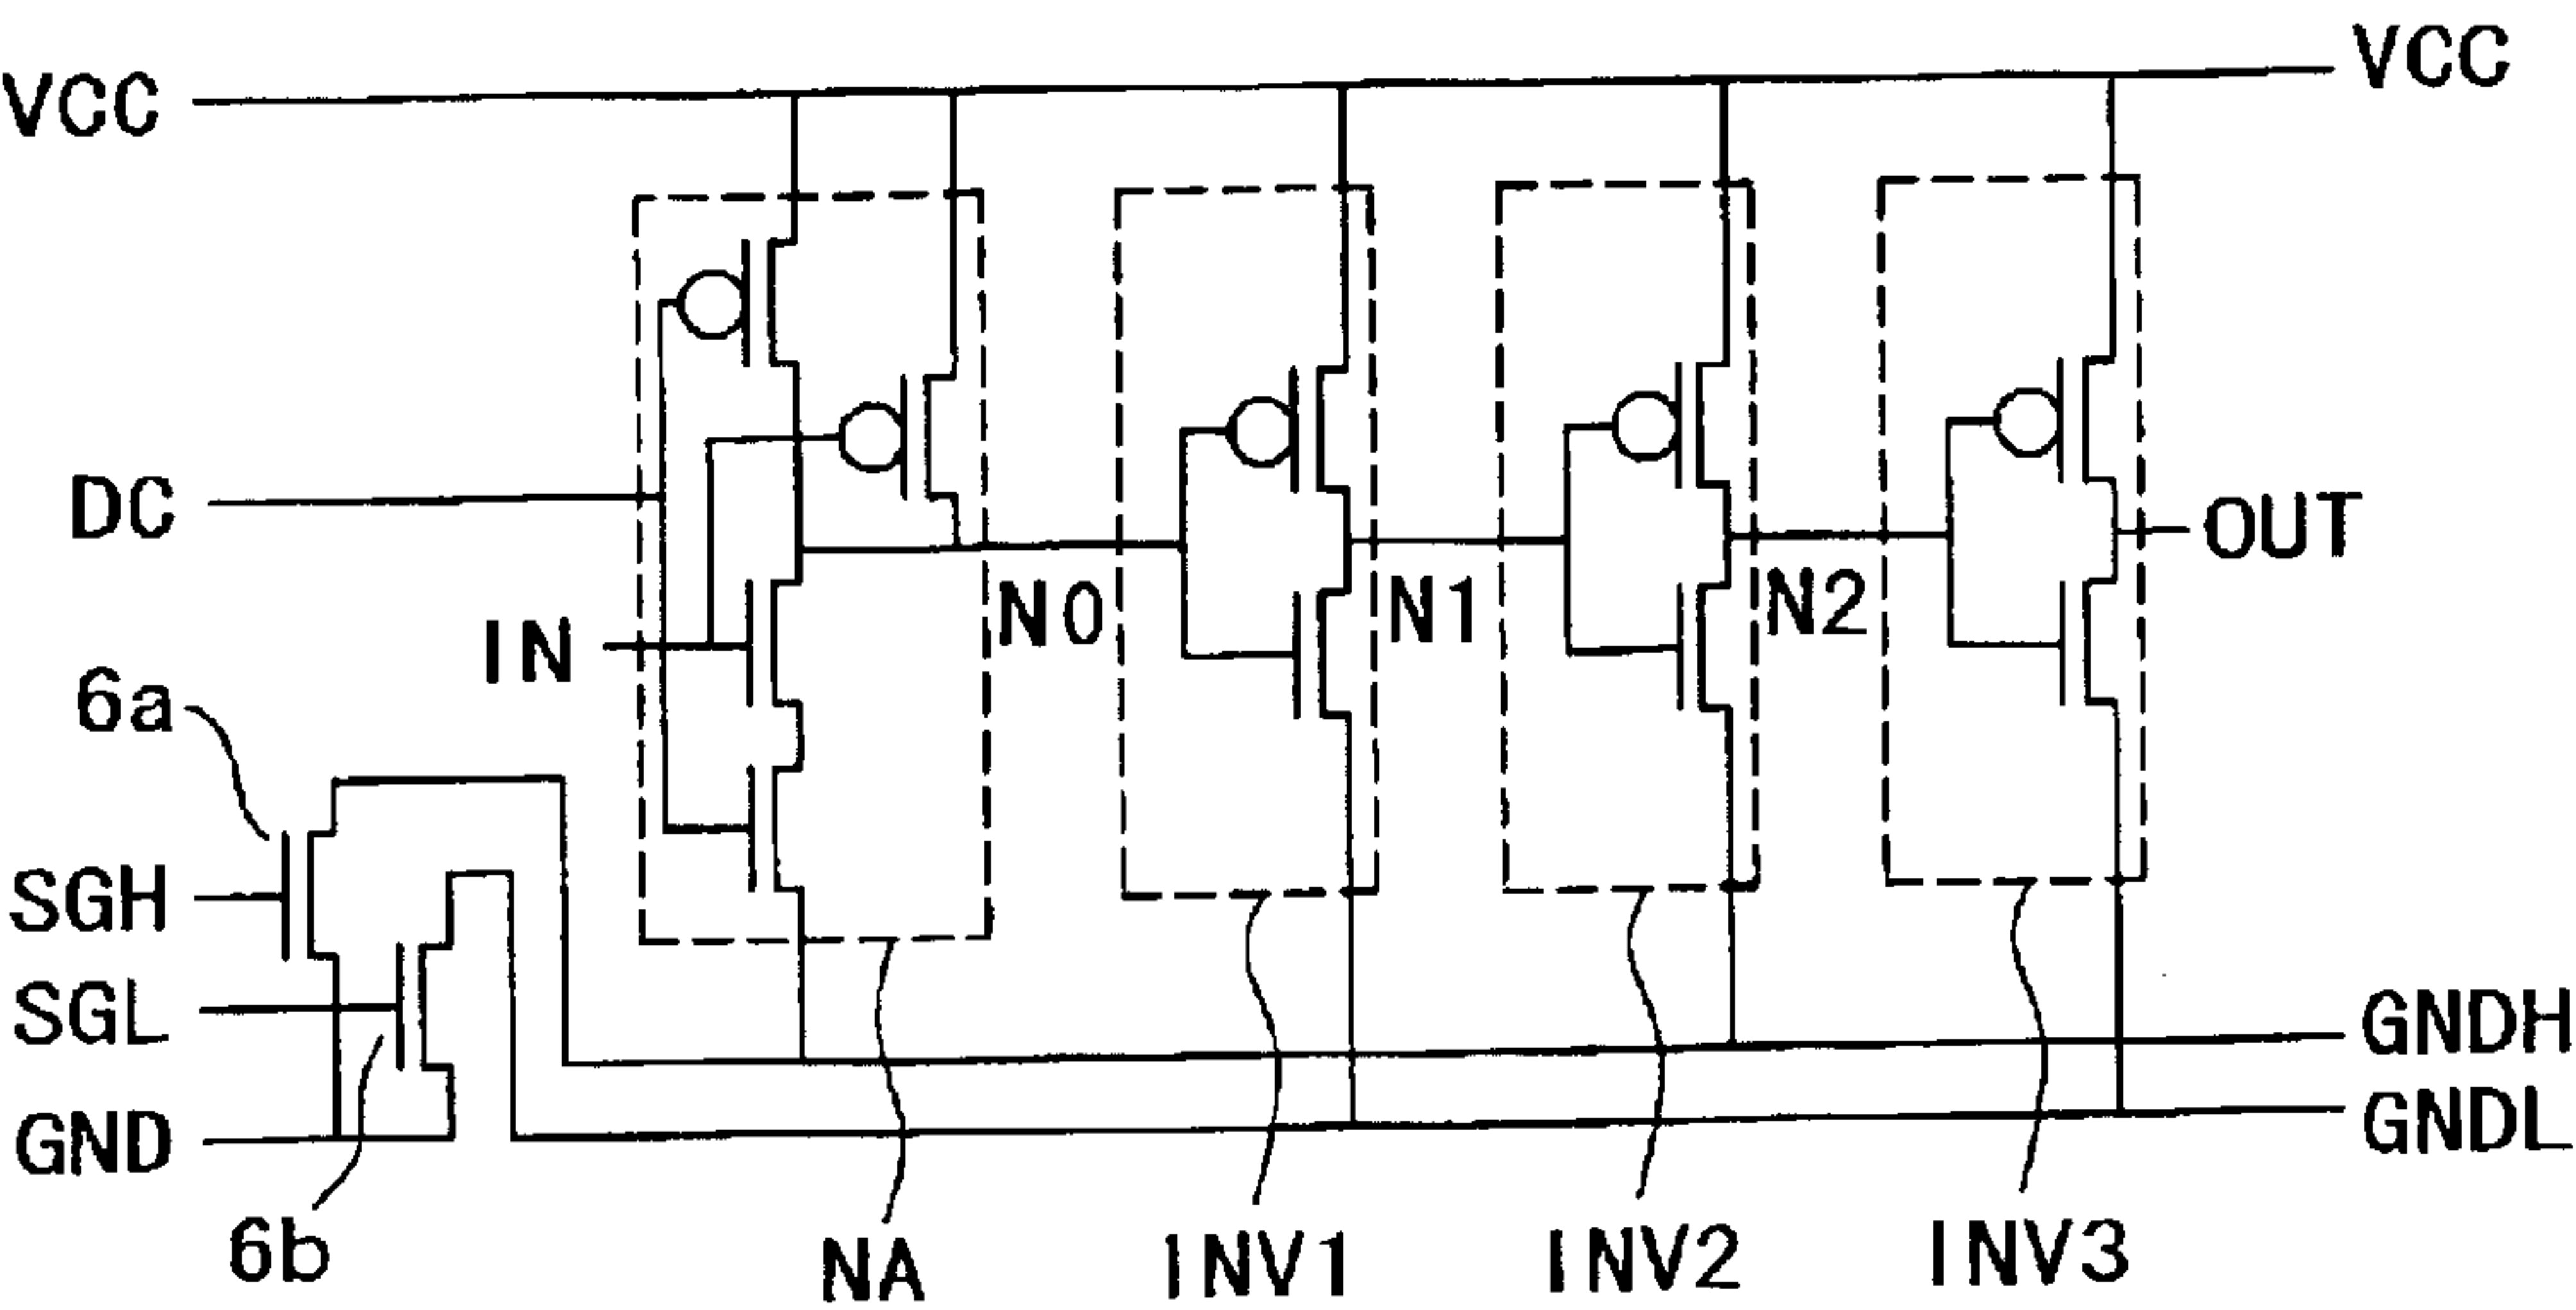 VCC
VCC
DC
OUT
IN
N0
N1
N2
6a
SGH
SGL
GND
GNDH
GNDL
6b
NA
INV1
INV2
INV3